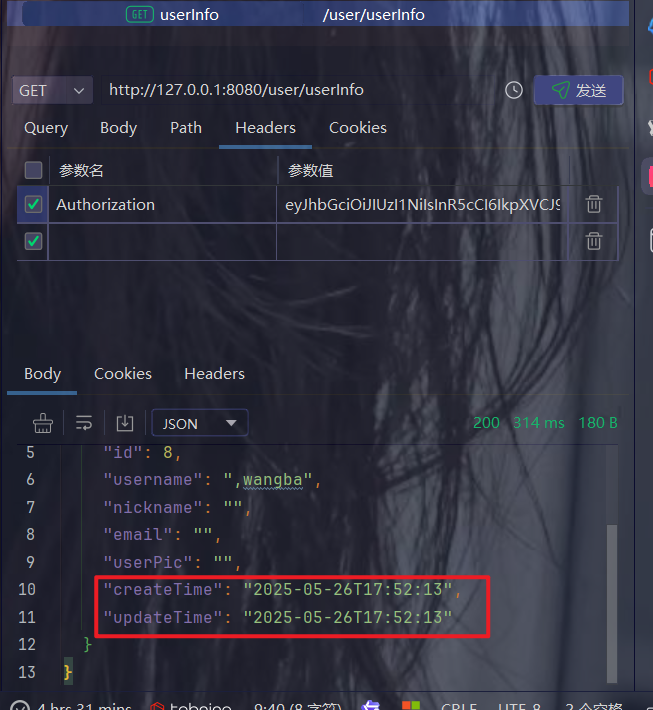 GET userInfo /user/userInfo
GET http://127.0.0.1:8080/user/userInfo 发送
Query Body Path Headers Cookies
参数名 参数值
Authorization eyJhbGciOiJIUzI1NiIsInR5cCI6IkpXVCJ9
Body Cookies Headers
JSON 200 314 ms 180 B
5 "id": 8,
6 "username": ",wangba",
7 "nickname": "",
8 "email": "",
9 "userPic": "",
10 "createTime": "2025-05-26T17:52:13",
11 "updateTime": "2025-05-26T17:52:13"
12 }
13 }
4 hrs 31 mins 9:40 (8 字符) CRLF UTF-8 2 个空格